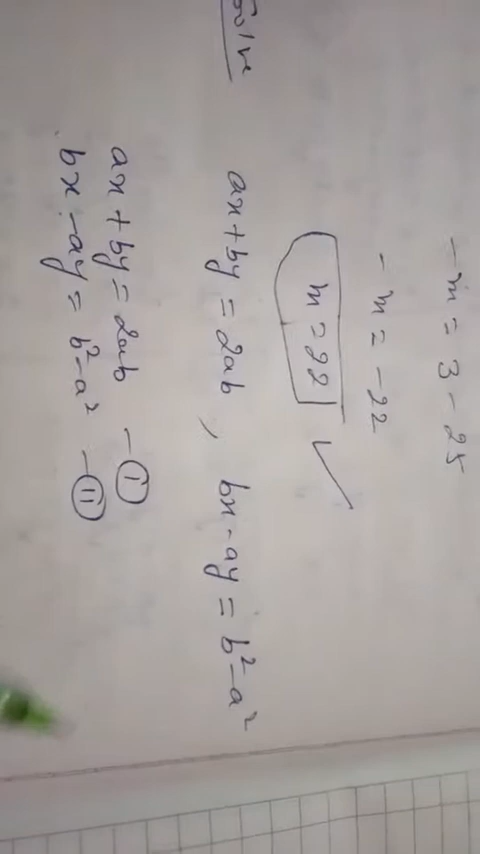 - m = 3 - 25
- m = -22
m = 22
Solve ax + by = 2ab , bx - ay = b² - a²
ax + by = 2ab - (i)
bx - ay = b² - a² - (ii)